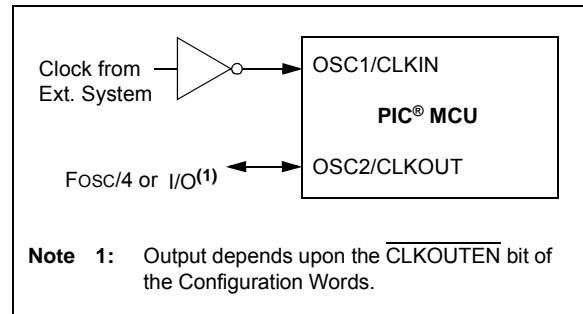 Clock from
Ext. System
OSC1/CLKIN
PIC® MCU
FOSC/4 or I/O(1)
OSC2/CLKOUT
Note 1: Output depends upon the CLKOUTEN bit of
the Configuration Words.